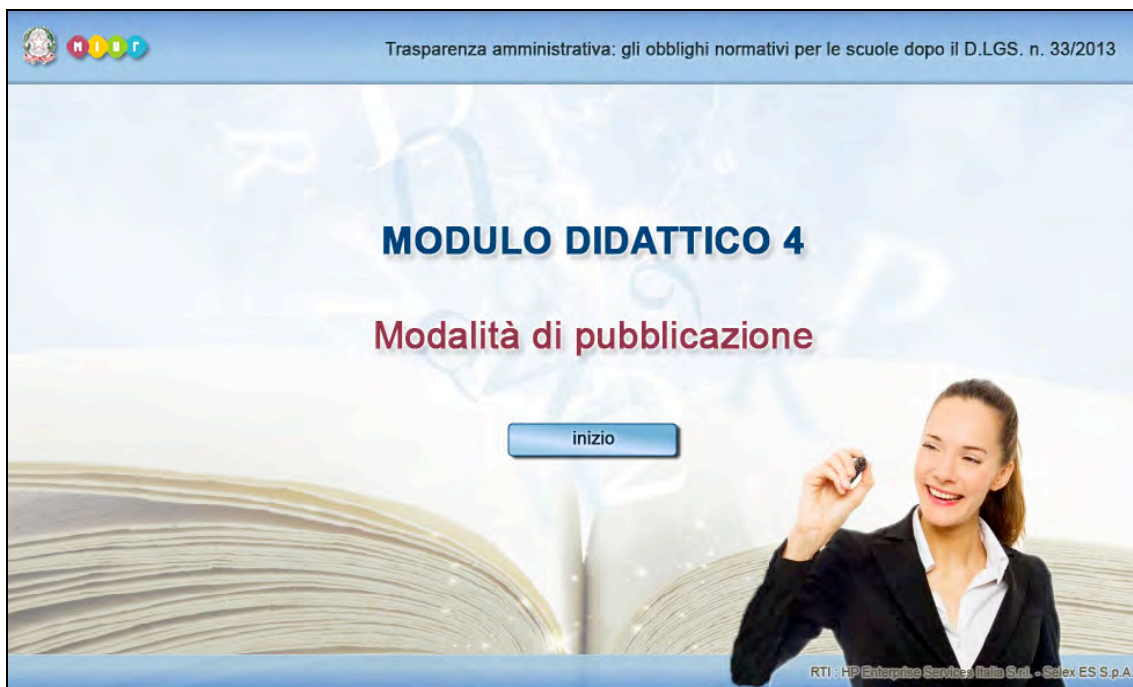 MIUR
Trasparenza amministrativa: gli obblighi normativi per le scuole dopo il D.LGS. n. 33/2013
MODULO DIDATTICO 4
Modalità di pubblicazione
inizio
RTI : HP Enterprise Services Italia S.r.l. - Selex ES S.p.A.